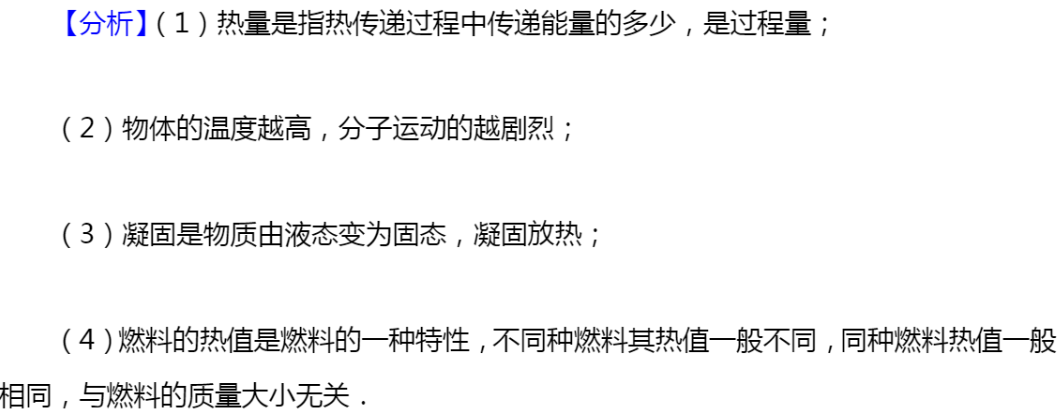 【分析】（1）热量是指热传递过程中传递能量的多少，是过程量；
（2）物体的温度越高，分子运动的越剧烈；
（3）凝固是物质由液态变为固态，凝固放热；
（4）燃料的热值是燃料的一种特性，不同种燃料其热值一般不同，同种燃料热值一般
相同，与燃料的质量大小无关．